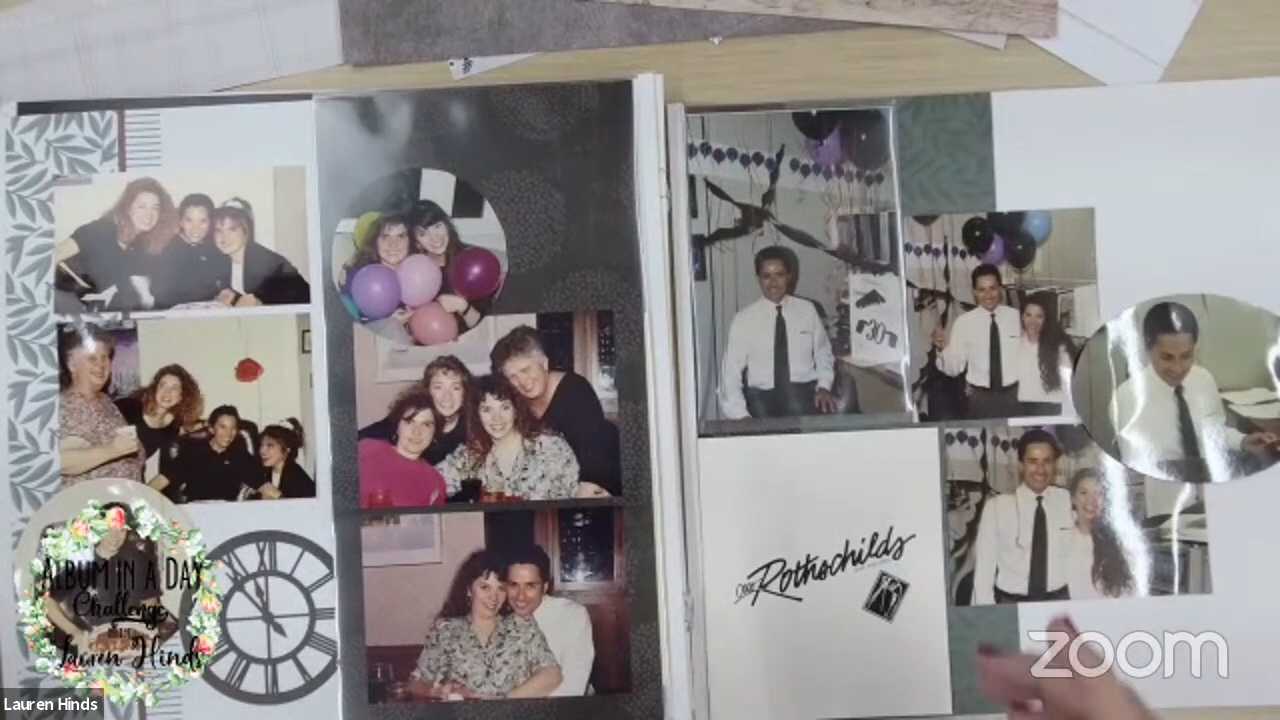 30
Rothschilds
ALBUM IN A DAY
Challenge
Lauren Hinds
zoom
Lauren Hinds